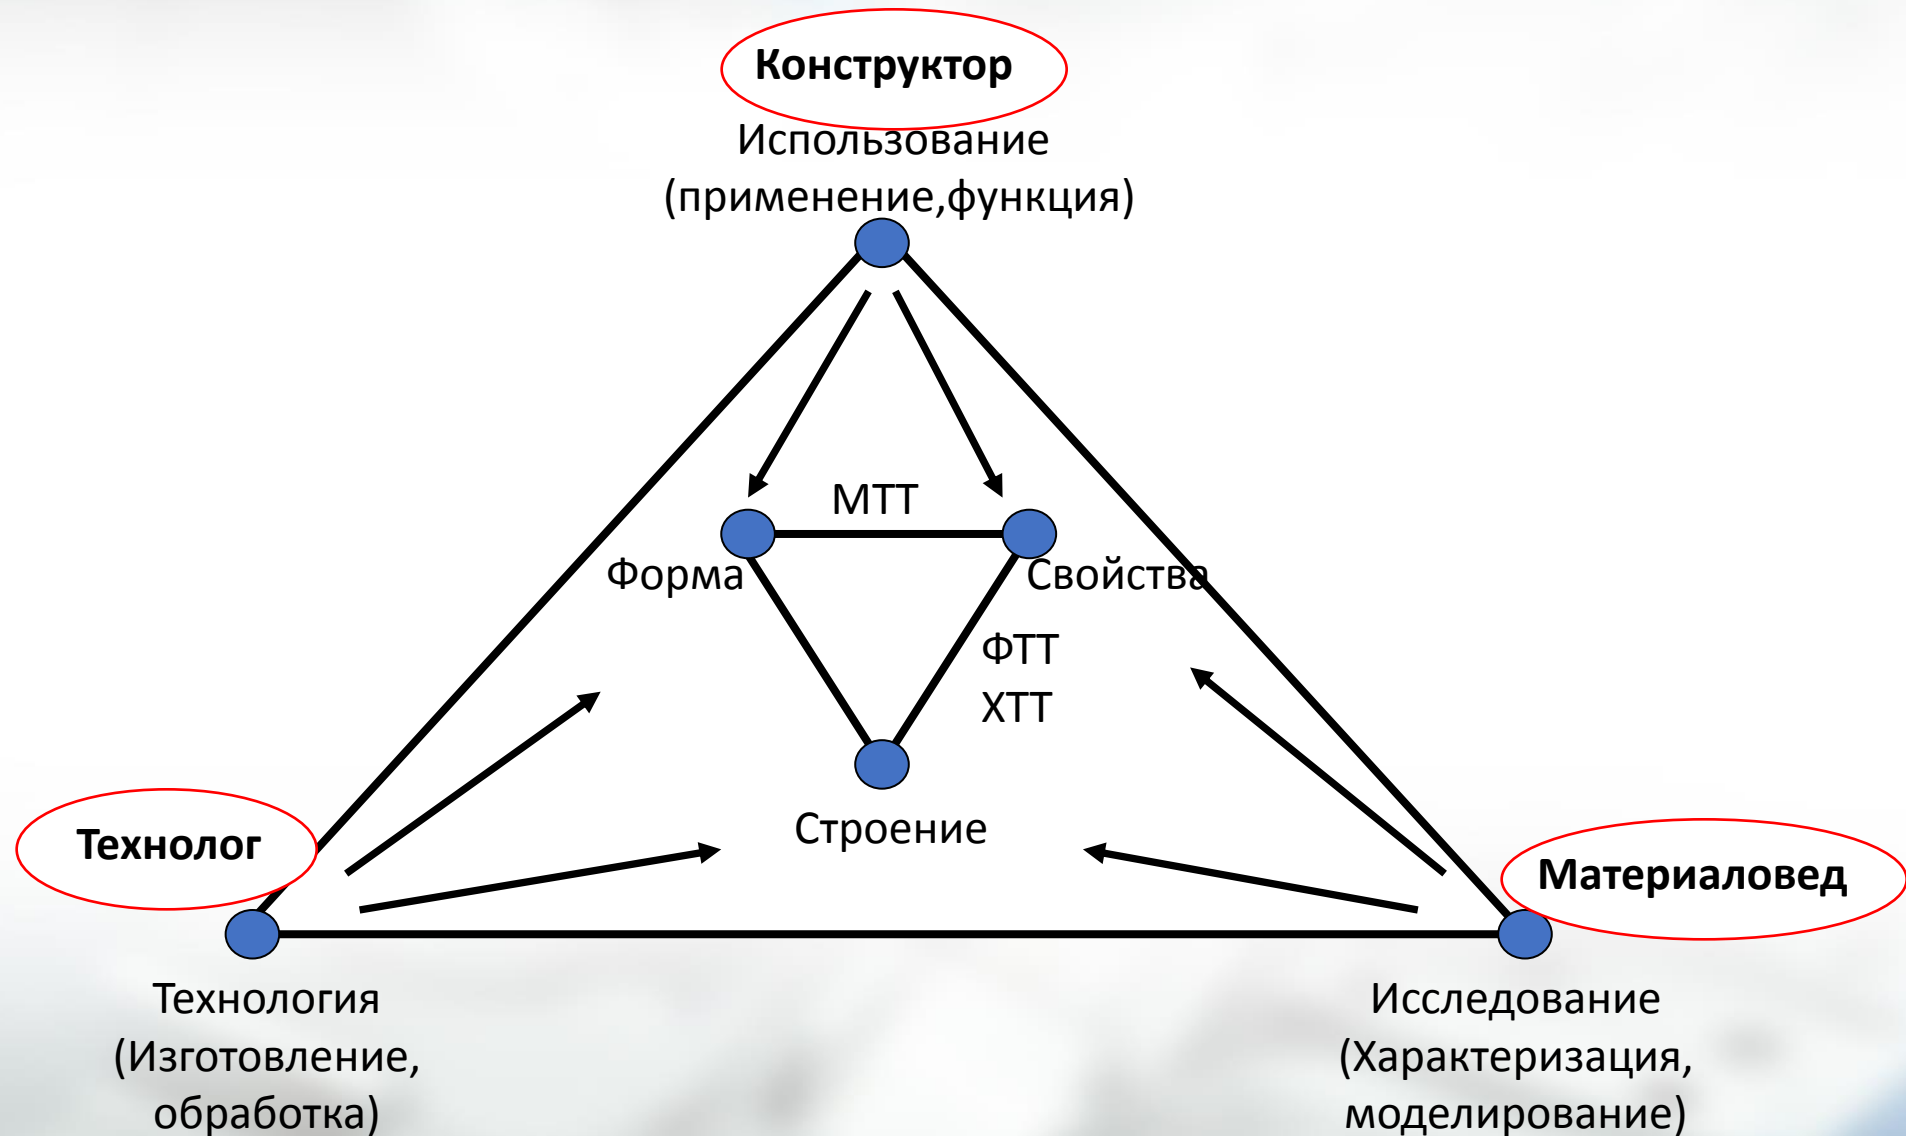 Конструктор
Использование
(применение,функция)
МТТ
Форма
Свойства
ФТТ
ХТТ
Строение
Технолог
Материаловед
Технология
(Изготовление,
обработка)
Исследование
(Характеризация,
моделирование)